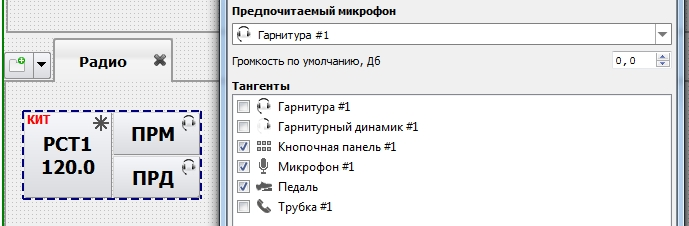 Предпочитаемый микрофон
Гарнитура #1
Громкость по умолчанию, Дб
0,0
Тангенты
Гарнитура #1
Гарнитурный динамик #1
Кнопочная панель #1
Микрофон #1
Педаль
Трубка #1
Радио
КИТ
РСТ1
120.0
ПРМ
ПРД